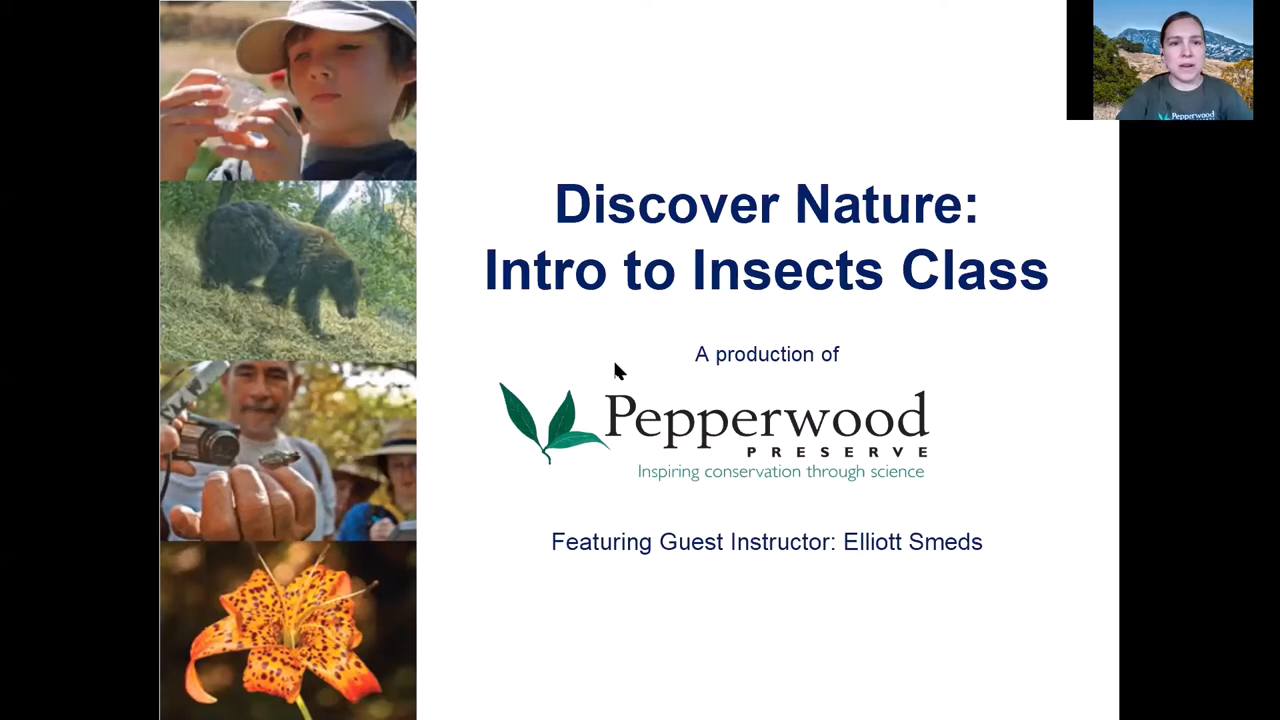 Discover Nature:
Intro to Insects Class
A production of
Pepperwood
PRESERVE
Inspiring conservation through science
Featuring Guest Instructor: Elliott Smeds
Pepperwood